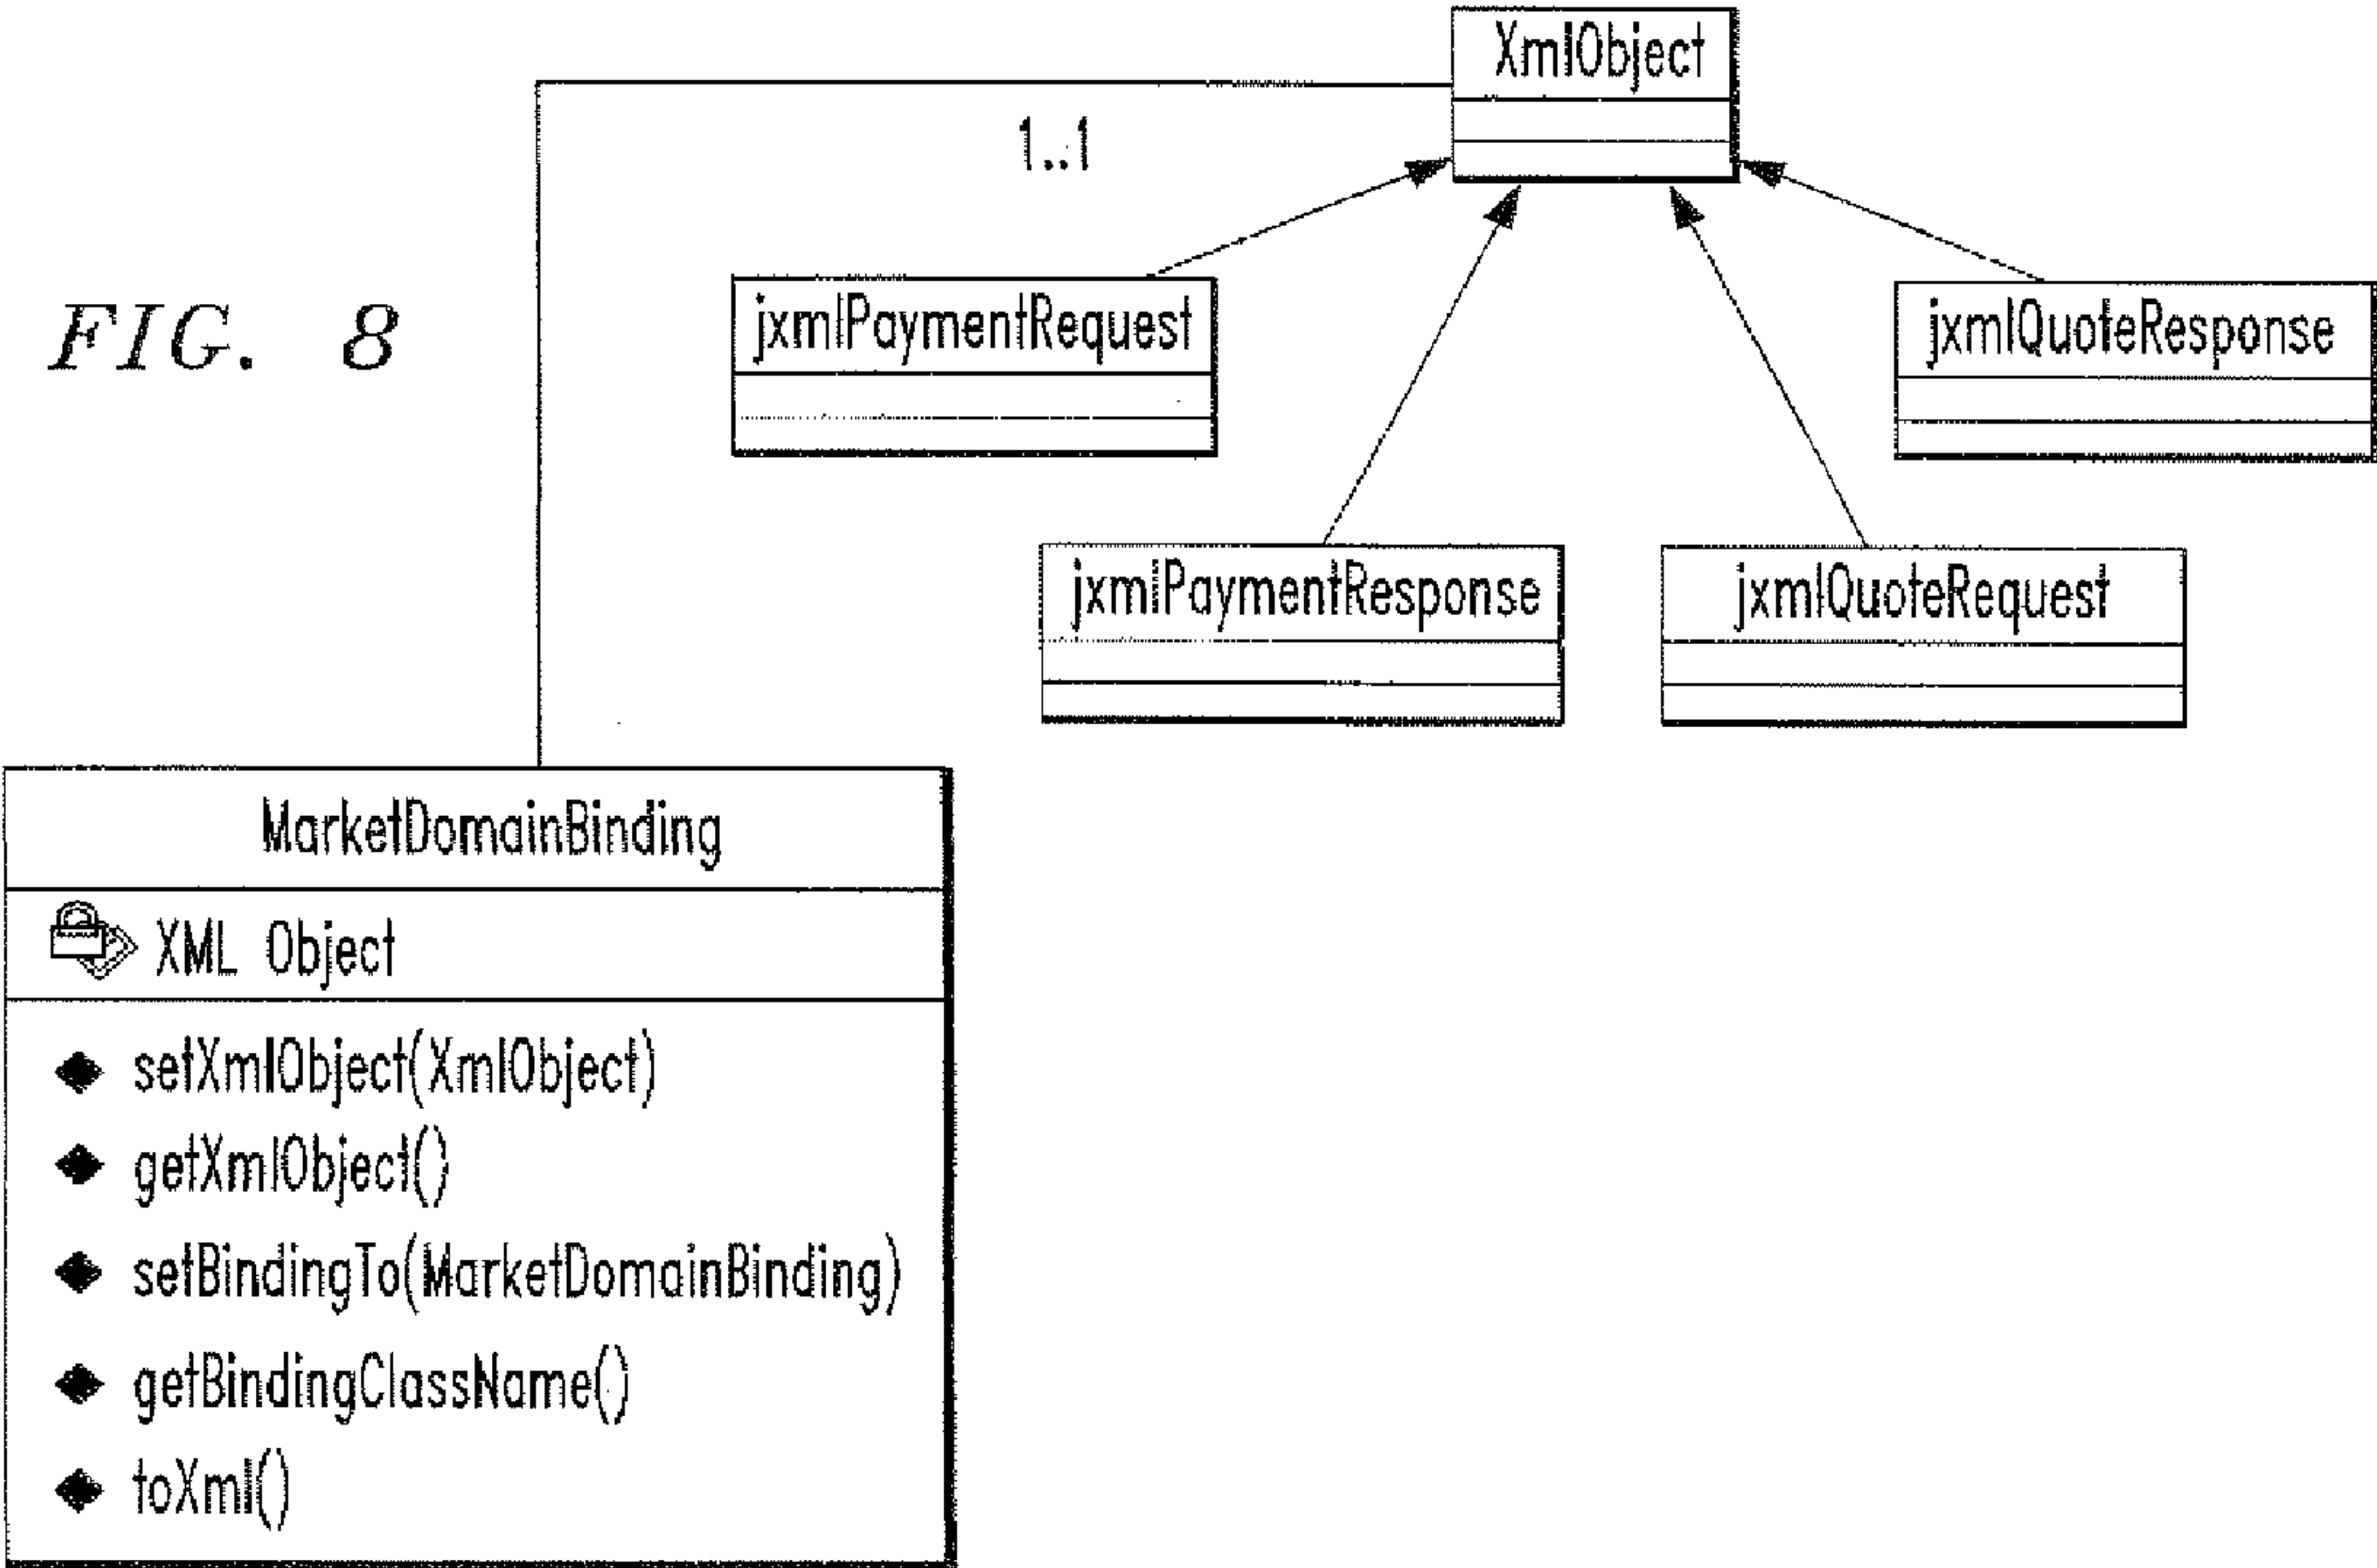 XmlObject
1..1
FIG. 8
jxmlPaymentRequest
jxmlQuoteResponse
jxmlPaymentResponse
jxmlQuoteRequest
MarketDomainBinding
XML Object
setXmlObject(XmlObject)
getXmlObject()
setBindingTo(MarketDomainBinding)
getBindingClassName()
toXml()